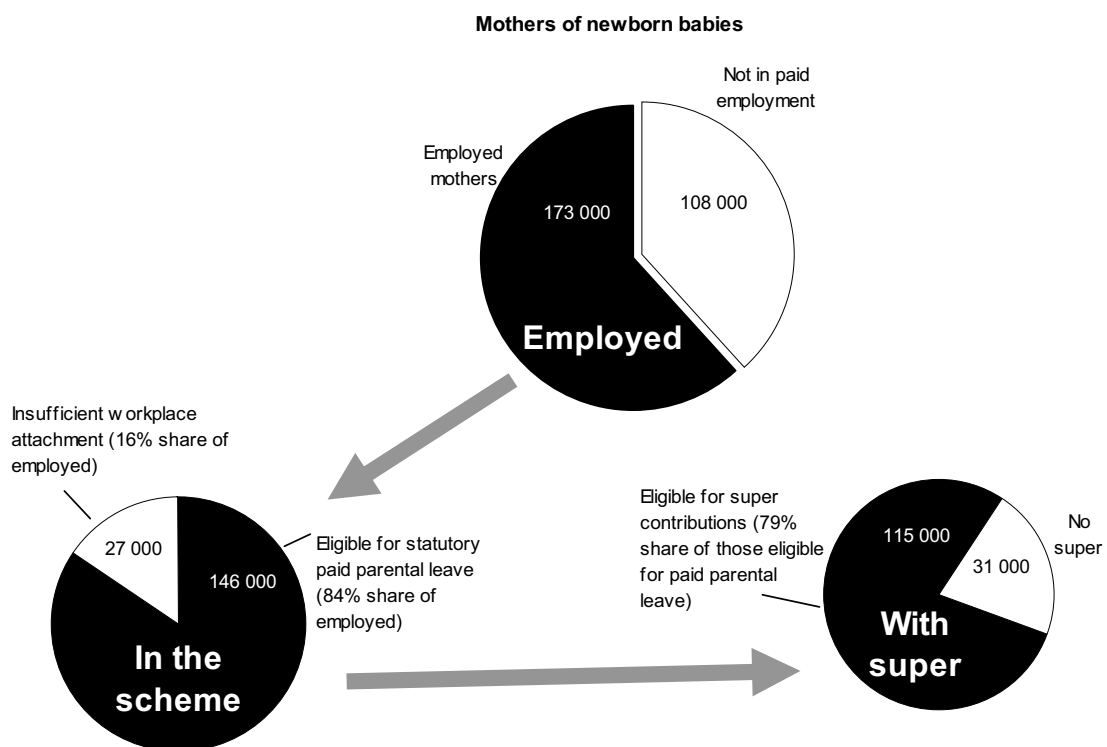 Mothers of newborn babies
Not in paid
employment
Employed
mothers
173 000
108 000
Employed
Insufficient workplace
attachment (16% share of
employed)
27 000
146 000
Eligible for statutory
paid parental leave
(84% share of
employed)
In the
scheme
Eligible for super
contributions (79%
share of those eligible
for paid parental
leave)
115 000
31 000
No
super
With
super